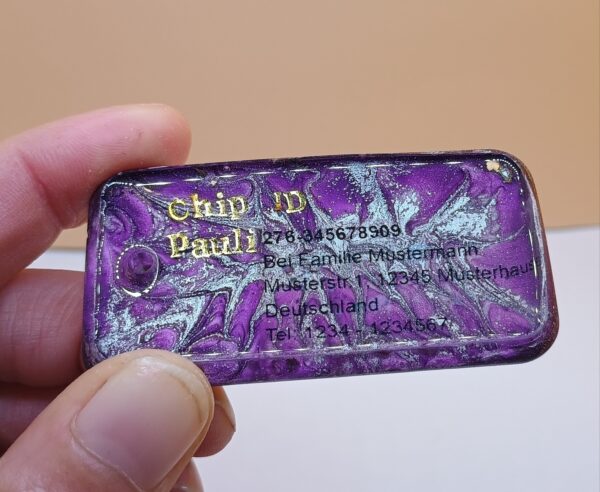 Chip ID
Pauli
276-345678909
Bei Familie Mustermann
Musterstr.1, 12345 Musterhaus
Deutschland
Tel. 1234 - 1234567